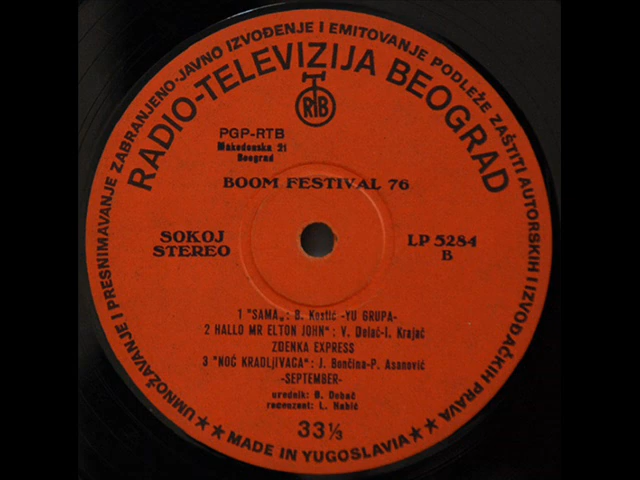 UMNOŽAVANJE I PRESNIMAVANJE ZABRANJENO-JAVNO IZVOĐENJE I EMITOVANJE PODLEŽE ZAŠTITI AUTORSKIH I IZVOĐAČKIH PRAVA
RADIO-TELEVIZIJA BEOGRAD
RTB
PGP-RTB
Makedonska 21
Beograd
BOOM FESTIVAL 76
SOKOJ
STEREO
LP 5284
B
1 "SAMA„: B. Kostić -YU GRUPA-
2 HALLO MR ELTON JOHN": V. Delač-I. Krajač
ZDENKA EXPRESS
3 "NOĆ KRADLJIVACA": J. Bončina-P. Asanović
-SEPTEMBER-
urednik: D. Debač
recenzent: L. Habić
33⅓
★★MADE IN YUGOSLAVIA★★